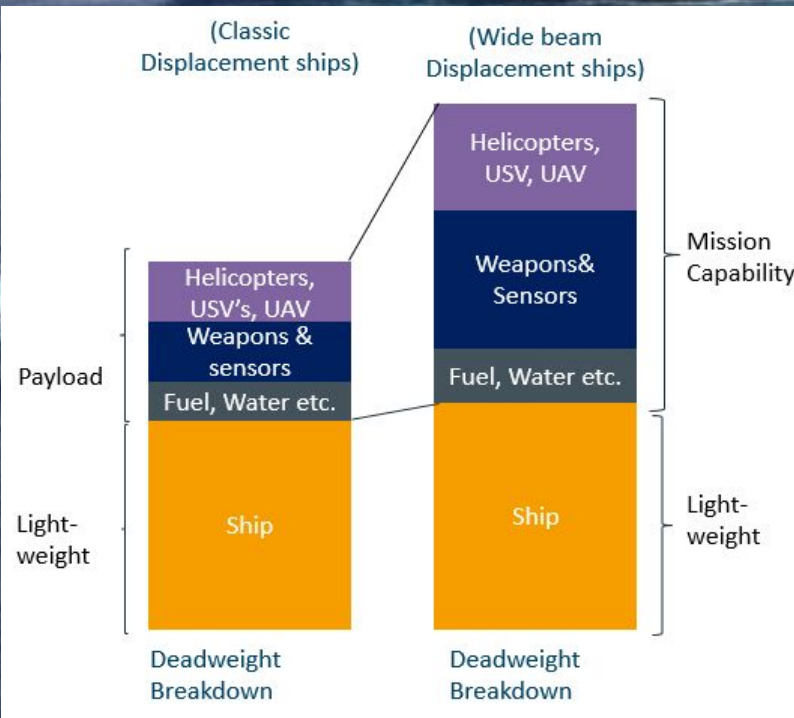 (Classic
Displacement ships)
(Wide beam
Displacement ships)
Helicopters,
USV's, UAV
Weapons &
sensors
Fuel, Water etc.
Ship
Payload
Light-
weight
Helicopters,
USV, UAV
Weapons&
Sensors
Fuel, Water etc.
Ship
Mission
Capability
Light-
weight
Deadweight
Breakdown
Deadweight
Breakdown